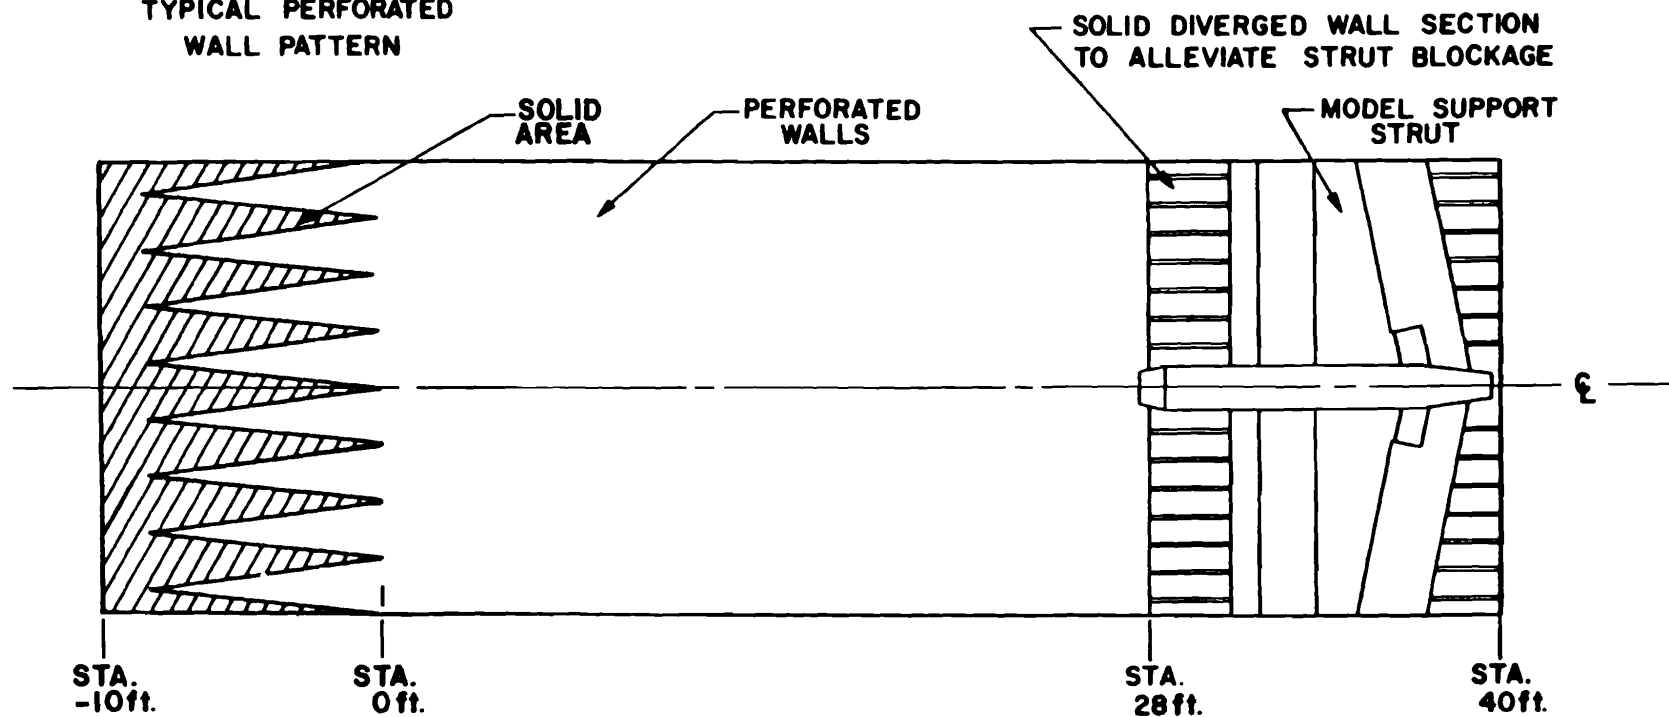 TYPICAL PERFORATED
WALL PATTERN
SOLID DIVERGED WALL SECTION
TO ALLEVIATE STRUT BLOCKAGE
SOLID
AREA
PERFORATED
WALLS
MODEL SUPPORT
STRUT
℄
STA.
-10ft.
STA.
0ft.
STA.
28ft.
STA.
40ft.